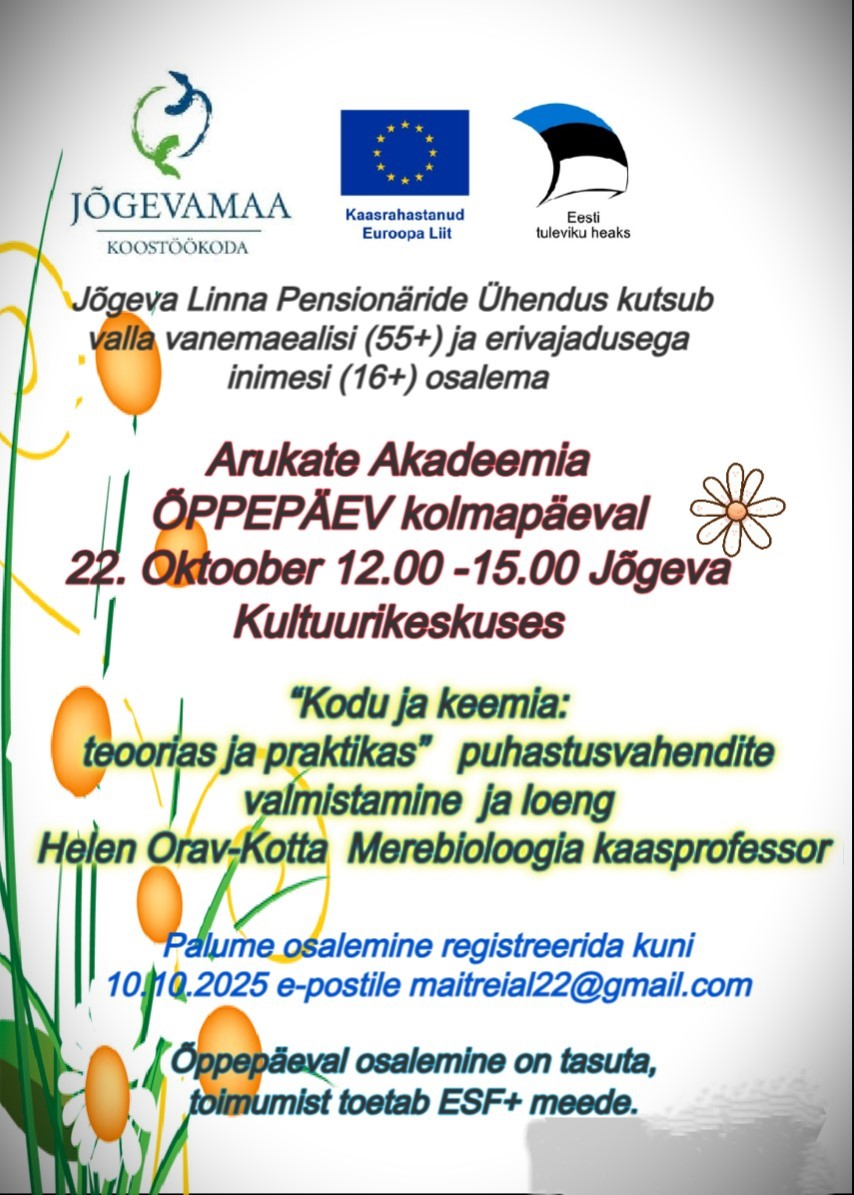 JÕGEVAMAA
KOOSTÖÖKODA
Kaasrahastanud
Euroopa Liit
Eesti
tuleviku heaks
Jõgeva Linna Pensionäride Ühendus kutsub
valla vanemaealisi (55+) ja erivajadusega
inimesi (16+) osalema
Arukate Akadeemia
ÕPPEPÄEV kolmapäeval
22. Oktoober 12.00 -15.00 Jõgeva
Kultuurikeskuses
“Kodu ja keemia:
teoorias ja praktikas” puhastusvahendite
valmistamine ja loeng
Helen Orav-Kotta Merebioloogia kaasprofessor
Palume osalemine registreerida kuni
10.10.2025 e-postile maitreial22@gmail.com
Õppepäeval osalemine on tasuta,
toimumist toetab ESF+ meede.